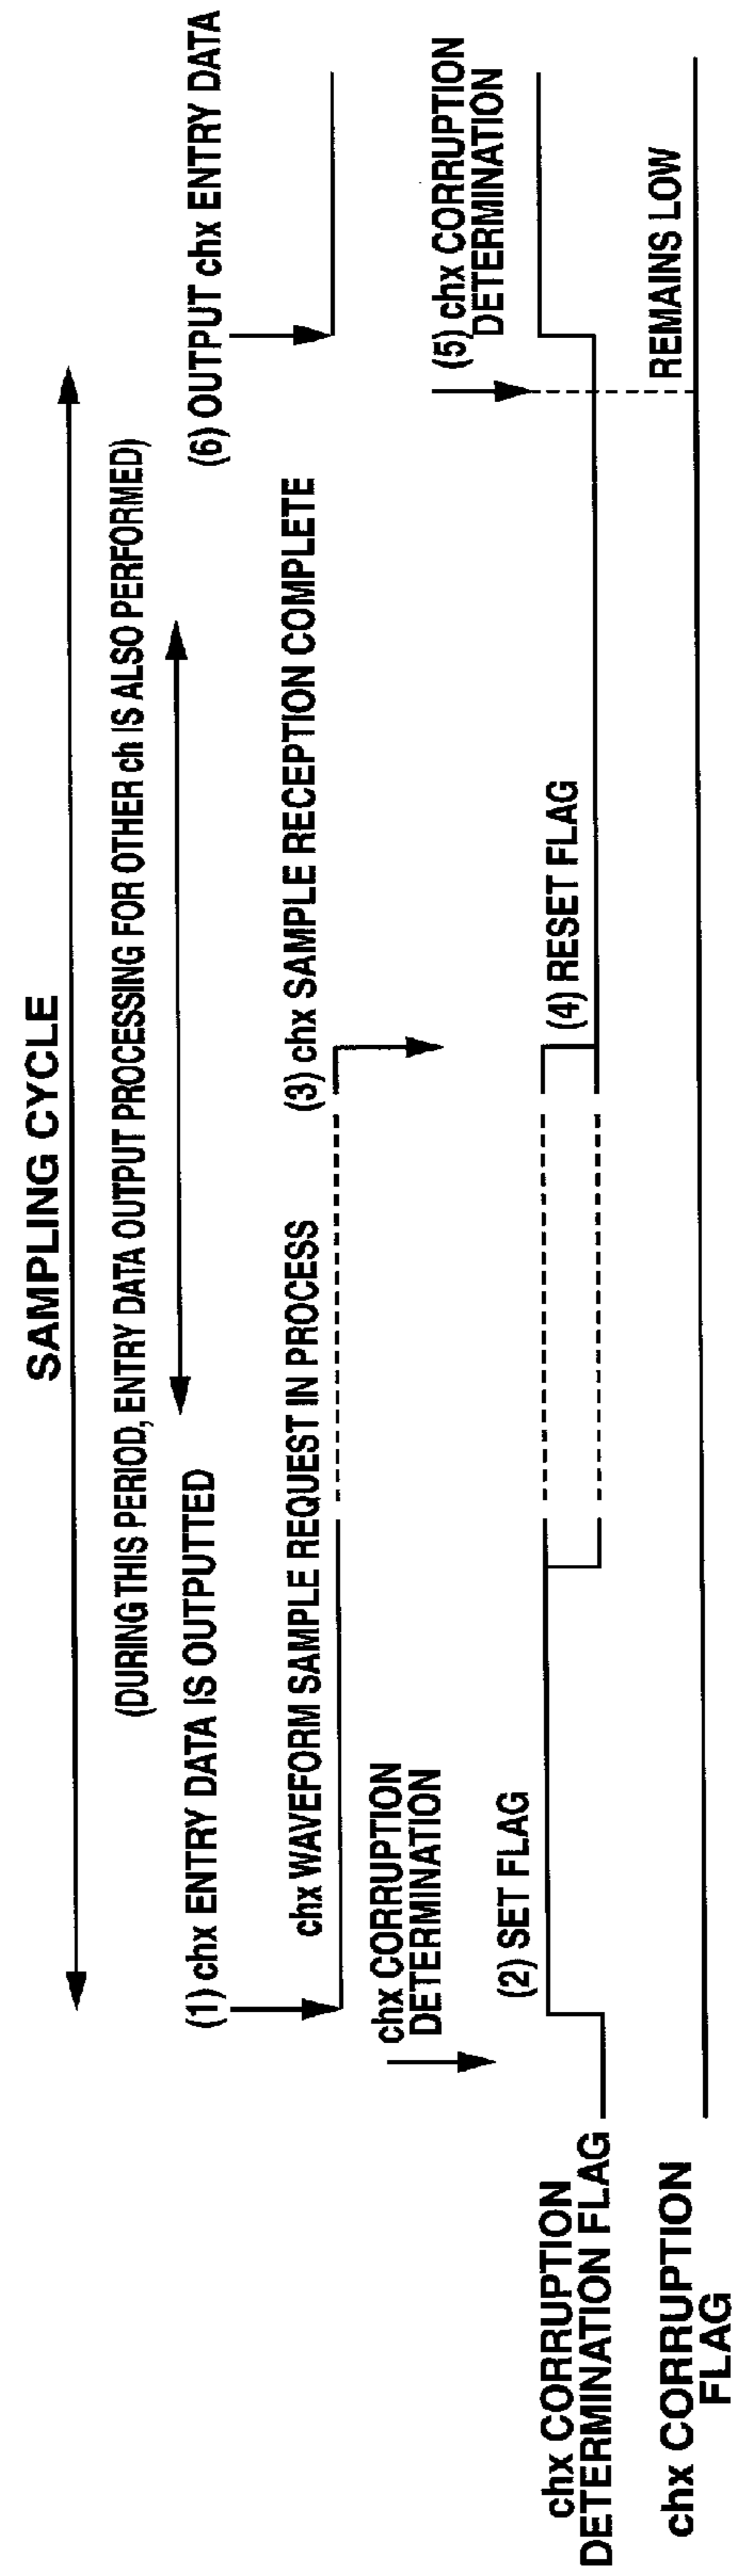 SAMPLING CYCLE
(DURING THIS PERIOD, ENTRY DATA OUTPUT PROCESSING FOR OTHER ch IS ALSO PERFORMED)
(1) chx ENTRY DATA IS OUTPUTTED
(6) OUTPUT chx ENTRY DATA
chx WAVEFORM SAMPLE REQUEST IN PROCESS
(3) chx SAMPLE RECEPTION COMPLETE
chx CORRUPTION
DETERMINATION
(5) chx CORRUPTION
DETERMINATION
(2) SET FLAG
(4) RESET FLAG
chx CORRUPTION
DETERMINATION FLAG
REMAINS LOW
chx CORRUPTION
FLAG